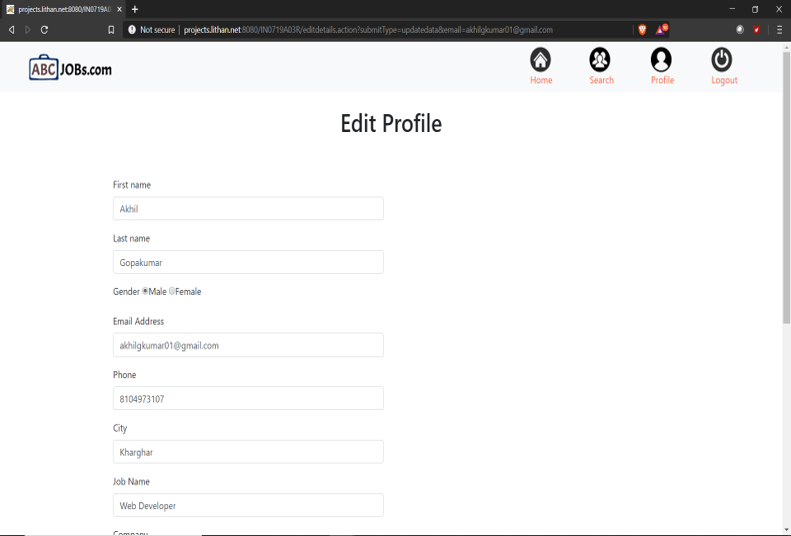 projects.lithan.net:8080/IN0719A0
Not secure | projects.lithan.net:8080/IN0719A03R/editdetails.action?submitType=updatedata&email=akhilgkumar01@gmail.com
ABC JOBs.com
Home Search Profile Logout
Edit Profile
First name
Akhil
Last name
Gopakumar
Gender Male Female
Email Address
akhilgkumar01@gmail.com
Phone
8104973107
City
Kharghar
Job Name
Web Developer
Company